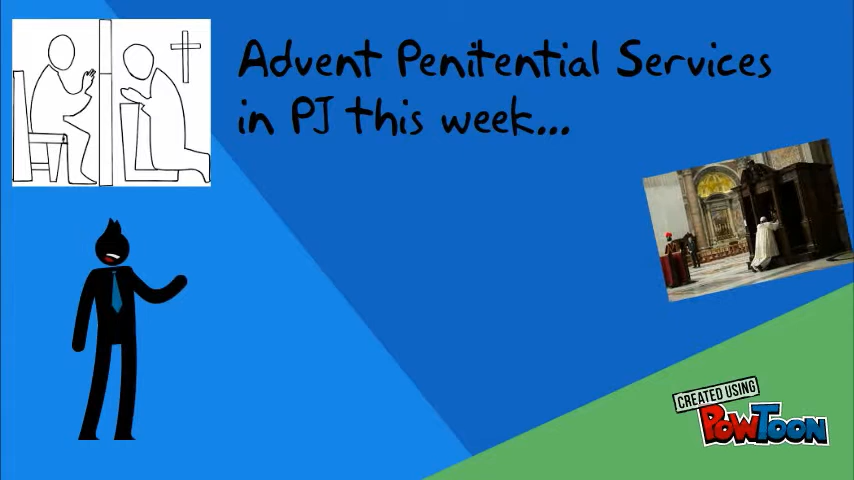 Advent Penitential Services
in PJ this week...
CREATED USING
POWTOON